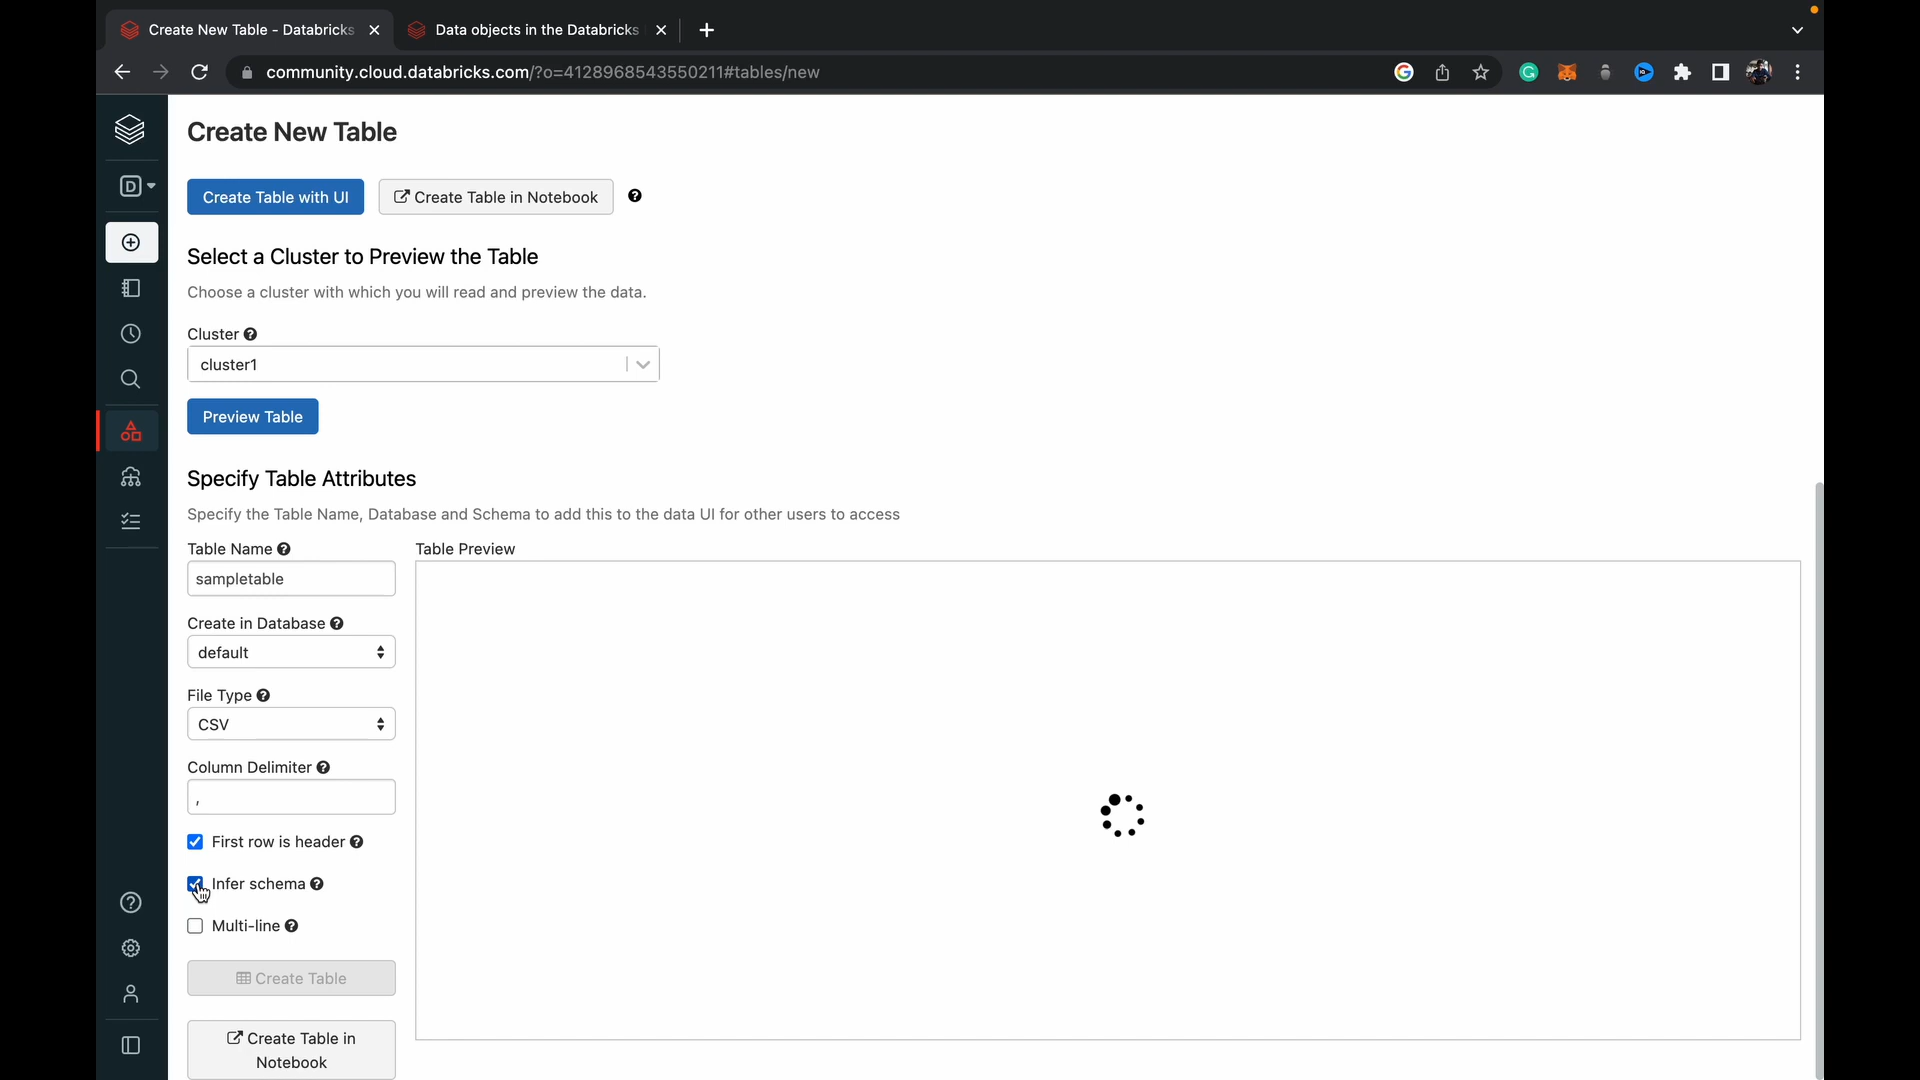 Create New Table - Databricks
Data objects in the Databricks
community.cloud.databricks.com/?o=4128968543550211#tables/new
Create New Table
D
Create Table with UI
Create Table in Notebook
Select a Cluster to Preview the Table
Choose a cluster with which you will read and preview the data.
Cluster
cluster1
Preview Table
Specify Table Attributes
Specify the Table Name, Database and Schema to add this to the data UI for other users to access
Table Name
Table Preview
sampletable
Create in Database
default
File Type
CSV
Column Delimiter
,
First row is header
Infer schema
Multi-line
Create Table
Create Table in
Notebook